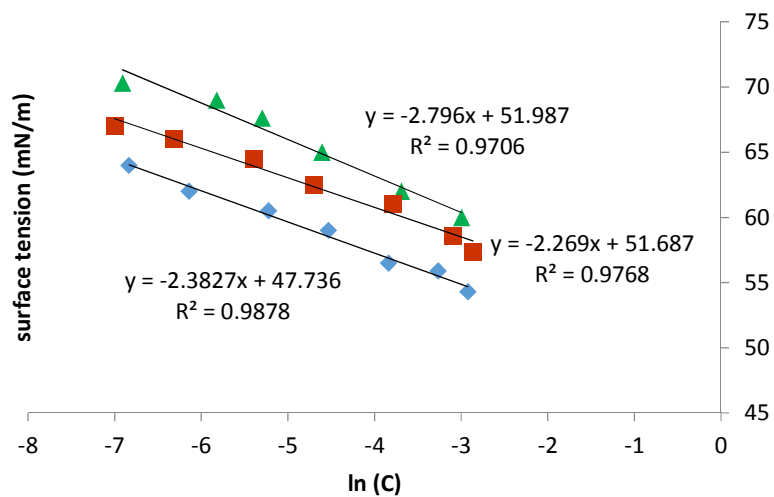 75
70
65
60
55
50
45
surface tension (mN/m)
y = -2.796x + 51.987
R² = 0.9706
y = -2.269x + 51.687
R² = 0.9768
y = -2.3827x + 47.736
R² = 0.9878
-8 -7 -6 -5 -4 -3 -2 -1 0
ln (C)